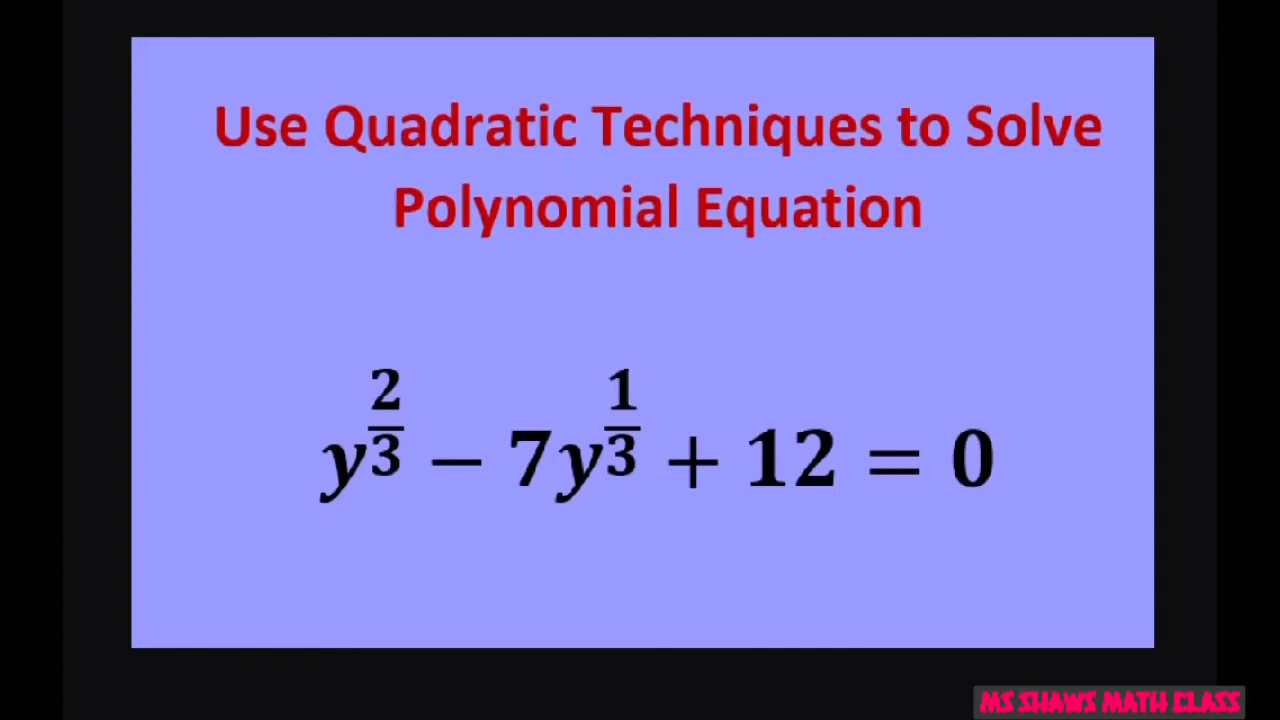 Use Quadratic Techniques to Solve
Polynomial Equation
y^{2/3} − 7y^{1/3} + 12 = 0
MS SHAWS MATH CLASS